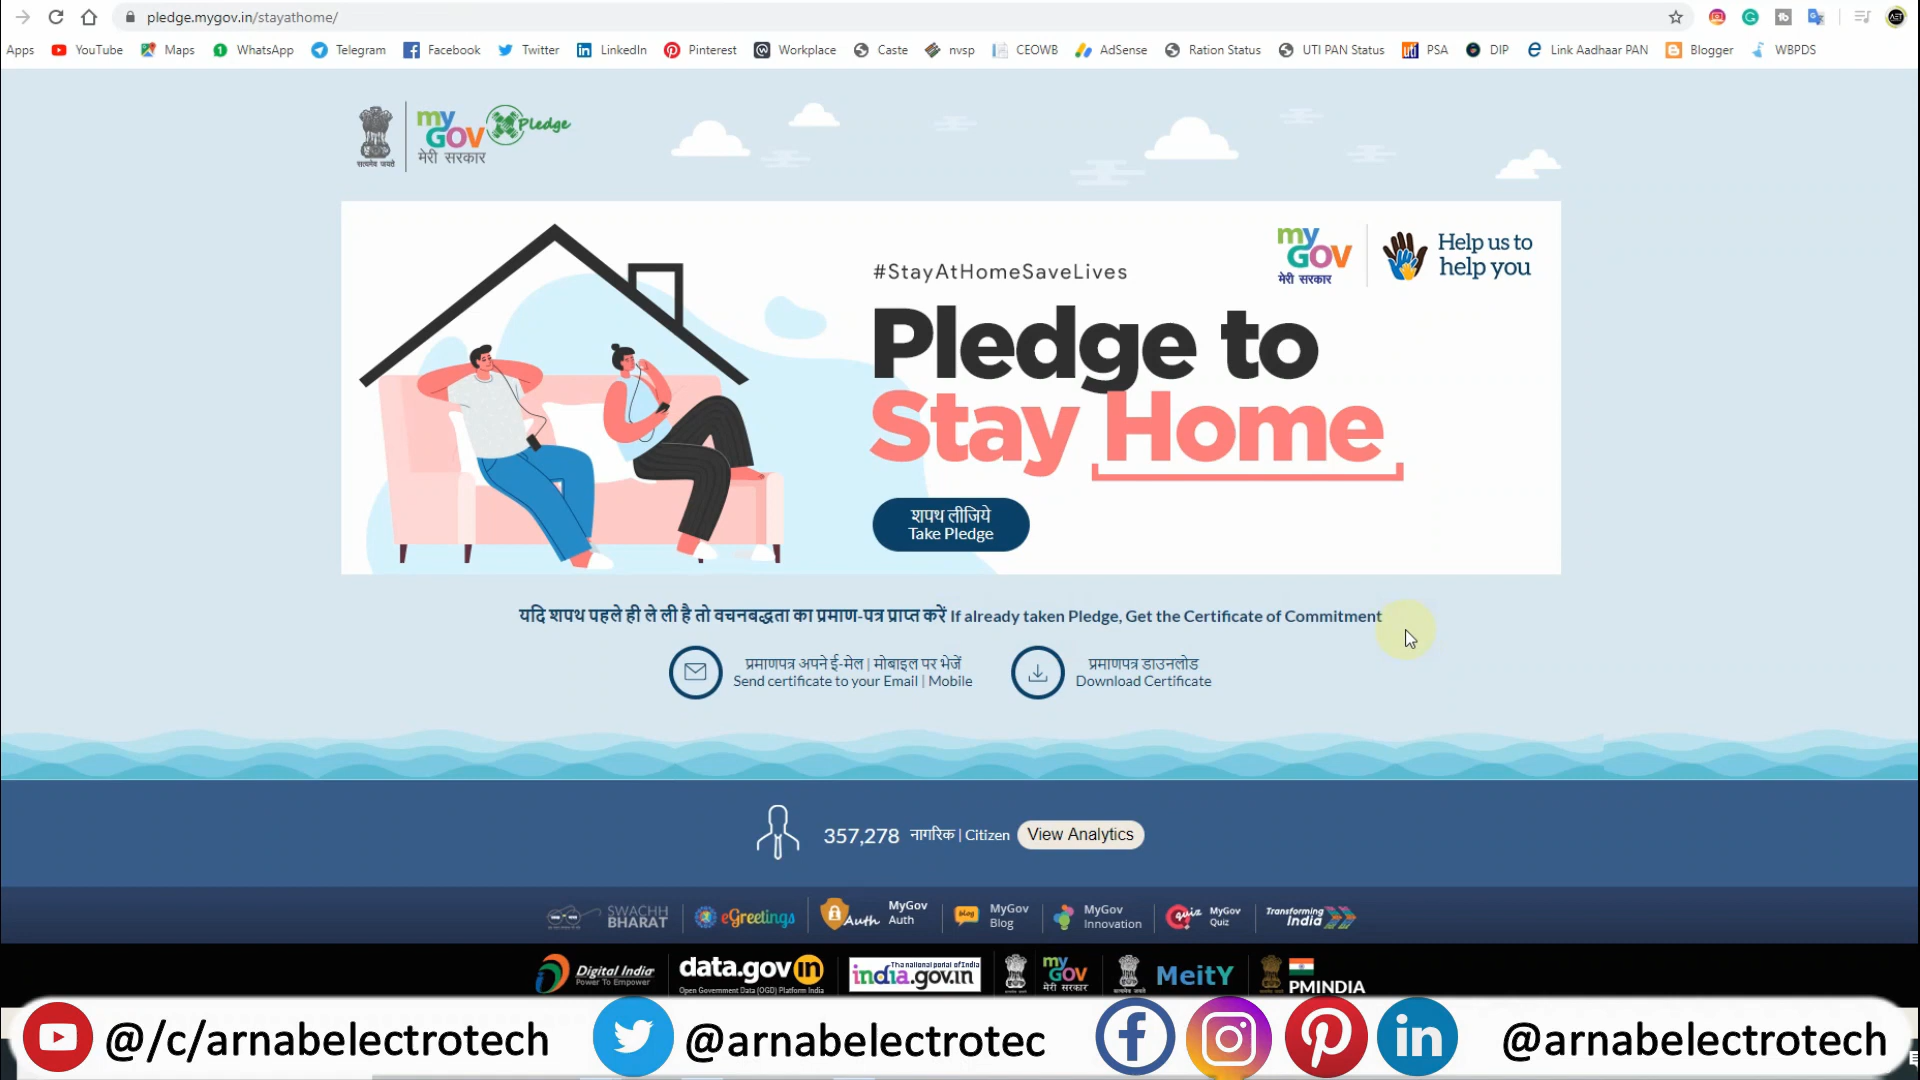 pledge.mygov.in/stayathome/
Apps YouTube Maps WhatsApp Telegram Facebook Twitter LinkedIn Pinterest Workplace Caste nvsp CEOWB AdSense Ration Status UTI PAN Status PSA DIP Link Aadhaar PAN Blogger WBPDS
सत्यमेव जयते
my GOV
मेरी सरकार
Pledge
my GOV
मेरी सरकार
Help us to
help you
#StayAtHomeSaveLives
Pledge to
Stay Home
शपथ लीजिये
Take Pledge
यदि शपथ पहले ही ले ली है तो वचनबद्धता का प्रमाण-पत्र प्राप्त करें If already taken Pledge, Get the Certificate of Commitment
प्रमाणपत्र अपने ई-मेल | मोबाइल पर भेजें
Send certificate to your Email | Mobile
प्रमाणपत्र डाउनलोड
Download Certificate
357,278 नागरिक | Citizen View Analytics
SWACHH
BHARAT
eGreetings
Auth
MyGov
Auth
blog
MyGov
Blog
MyGov
Innovation
quiz
MyGov
Quiz
Transforming
India
Digital India
Power To Empower
data.gov in
Open Government Data (OGD) Platform India
The national portal of India
india.gov.in
my GOV
मेरी सरकार
MeitY
PMINDIA
@/c/arnabelectrotech @arnabelectrotec @arnabelectrotech